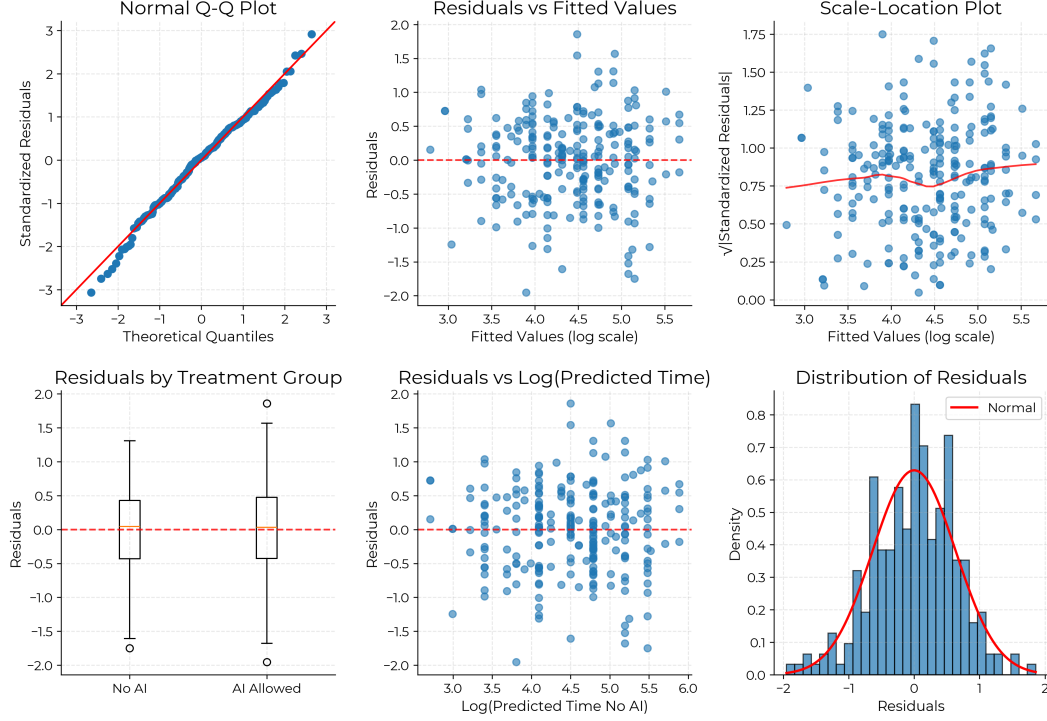 Normal Q-Q Plot
Standardized Residuals
3
2
1
0
−1
−2
−3
−3 −2 −1 0 1 2 3
Theoretical Quantiles
Residuals vs Fitted Values
Residuals
2.0
1.5
1.0
0.5
0.0
−0.5
−1.0
−1.5
−2.0
3.0 3.5 4.0 4.5 5.0 5.5
Fitted Values (log scale)
Scale-Location Plot
√|Standardized Residuals|
1.75
1.50
1.25
1.00
0.75
0.50
0.25
0.00
3.0 3.5 4.0 4.5 5.0 5.5
Fitted Values (log scale)
Residuals by Treatment Group
Residuals
2.0
1.5
1.0
0.5
0.0
−0.5
−1.0
−1.5
−2.0
No AI AI Allowed
Residuals vs Log(Predicted Time)
Residuals
2.0
1.5
1.0
0.5
0.0
−0.5
−1.0
−1.5
−2.0
3.0 3.5 4.0 4.5 5.0 5.5 6.0
Log(Predicted Time No AI)
Distribution of Residuals
Normal
Density
0.8
0.7
0.6
0.5
0.4
0.3
0.2
0.1
0.0
−2 −1 0 1 2
Residuals